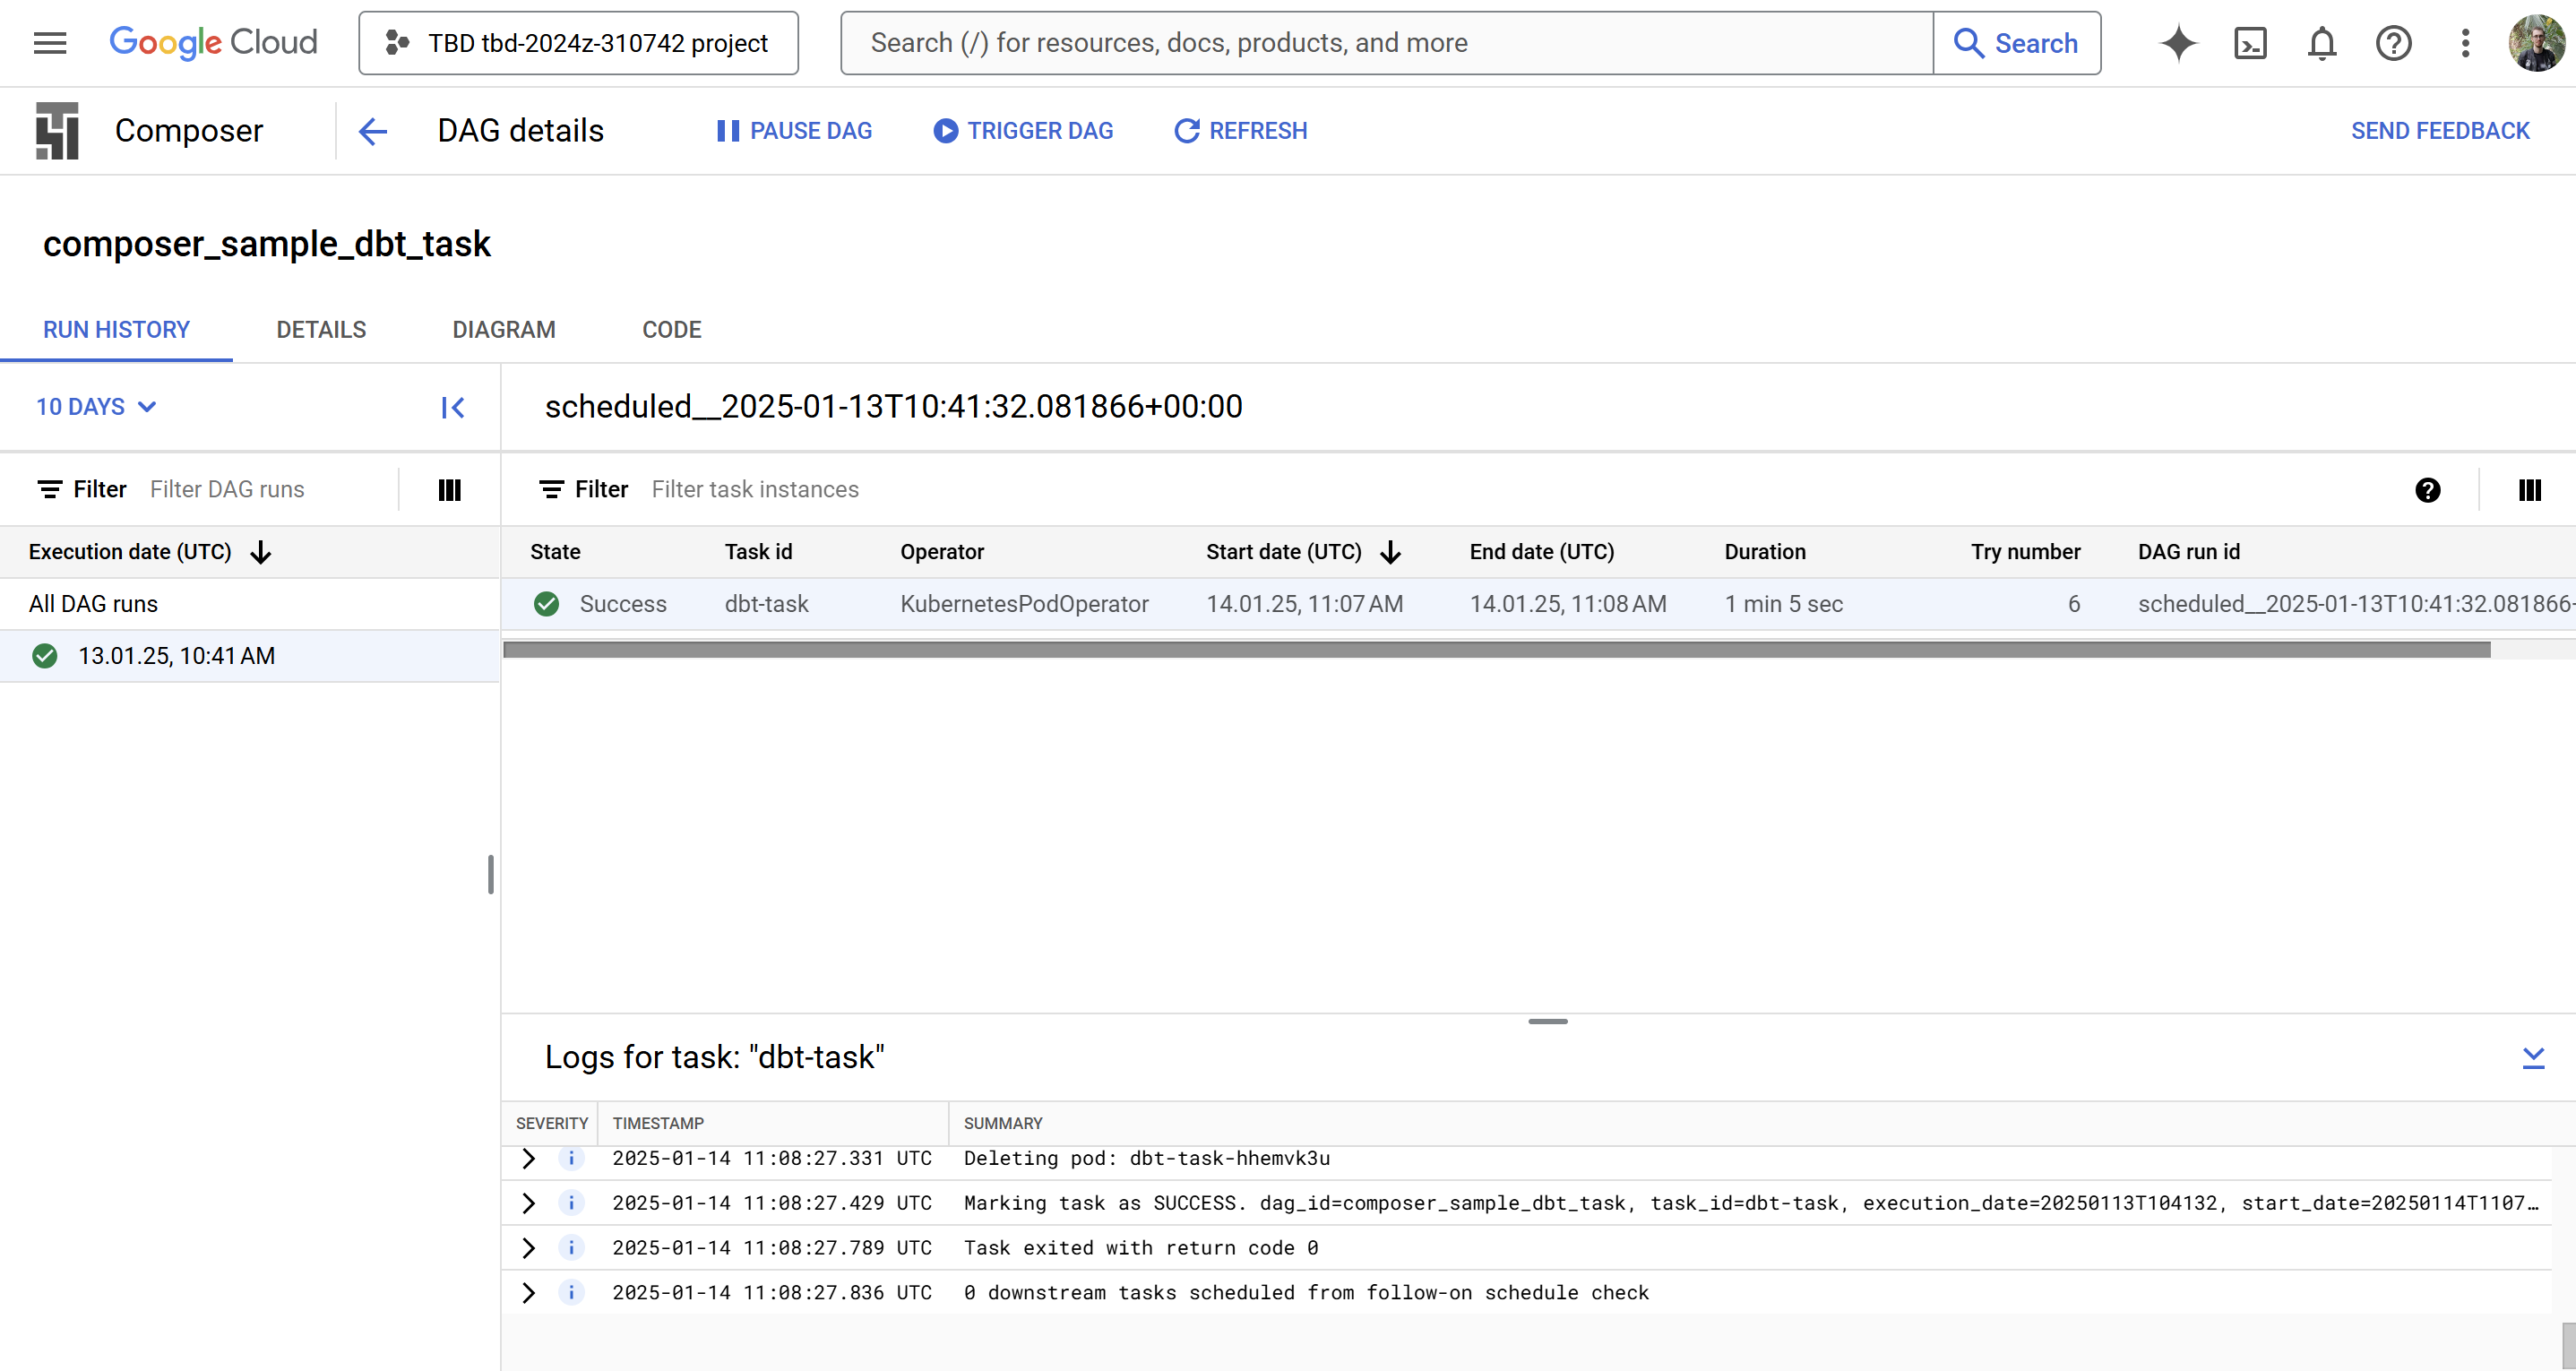 Google Cloud
TBD tbd-2024z-310742 project
Search (/) for resources, docs, products, and more
Search
Composer
DAG details
PAUSE DAG
TRIGGER DAG
REFRESH
SEND FEEDBACK
composer_sample_dbt_task
RUN HISTORY
DETAILS
DIAGRAM
CODE
10 DAYS
scheduled__2025-01-13T10:41:32.081866+00:00
Filter Filter DAG runs
Filter Filter task instances
Execution date (UTC)
All DAG runs
13.01.25, 10:41 AM
State Task id Operator Start date (UTC) End date (UTC) Duration Try number DAG run id
Success dbt-task KubernetesPodOperator 14.01.25, 11:07 AM 14.01.25, 11:08 AM 1 min 5 sec 6 scheduled__2025-01-13T10:41:32.081866+
Logs for task: "dbt-task"
SEVERITY TIMESTAMP SUMMARY
2025-01-14 11:08:27.331 UTC Deleting pod: dbt-task-hhemvk3u
2025-01-14 11:08:27.429 UTC Marking task as SUCCESS. dag_id=composer_sample_dbt_task, task_id=dbt-task, execution_date=20250113T104132, start_date=20250114T1107…
2025-01-14 11:08:27.789 UTC Task exited with return code 0
2025-01-14 11:08:27.836 UTC 0 downstream tasks scheduled from follow-on schedule check